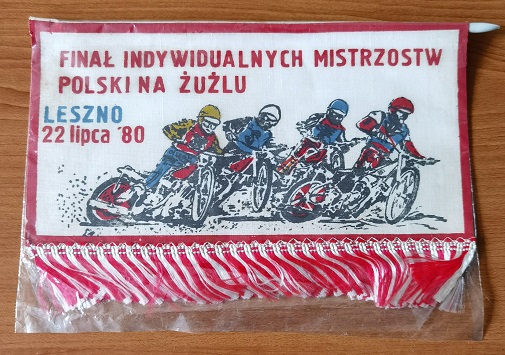 FINAŁ INDYWIDUALNYCH MISTRZOSTW
POLSKI NA ŻUŻLU
LESZNO
22 lipca '80